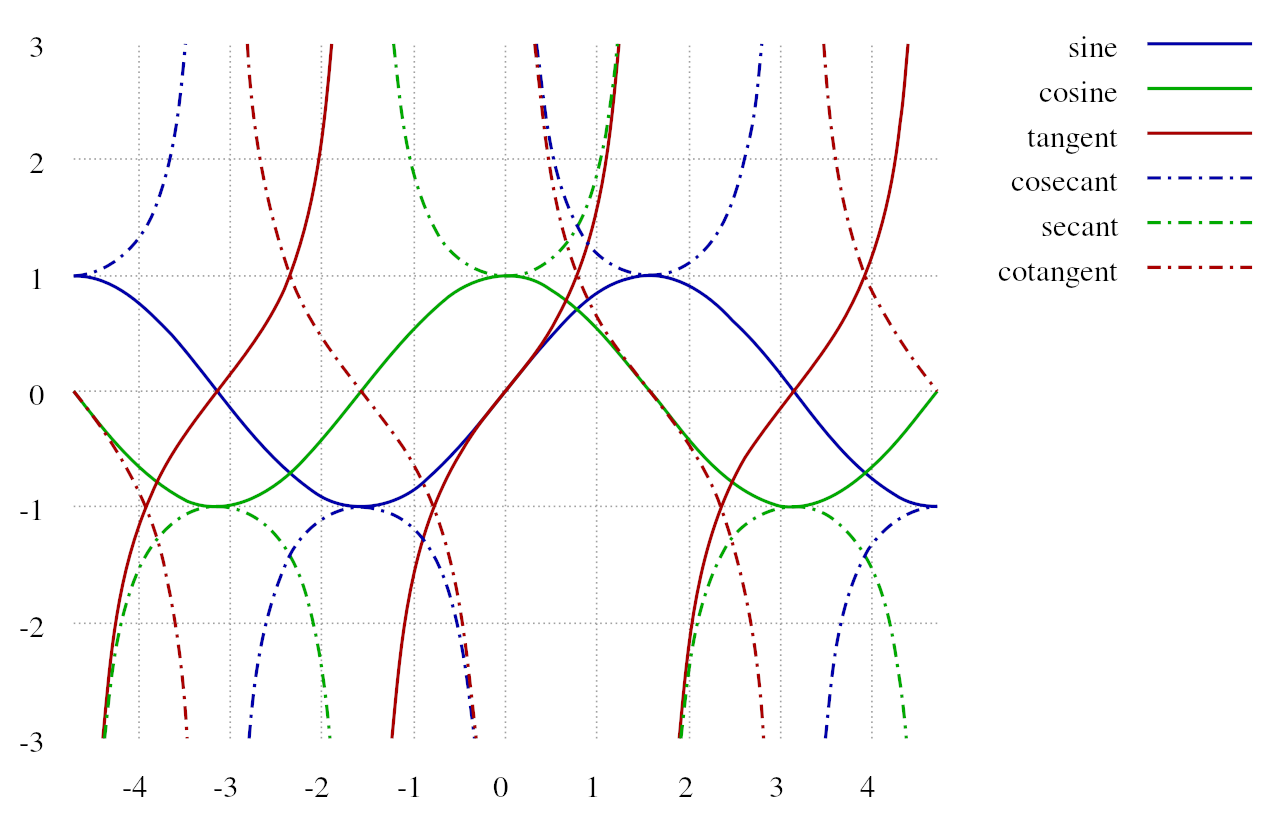 3
2
1
0
-1
-2
-3
-4 -3 -2 -1 0 1 2 3 4
sine
cosine
tangent
cosecant
secant
cotangent